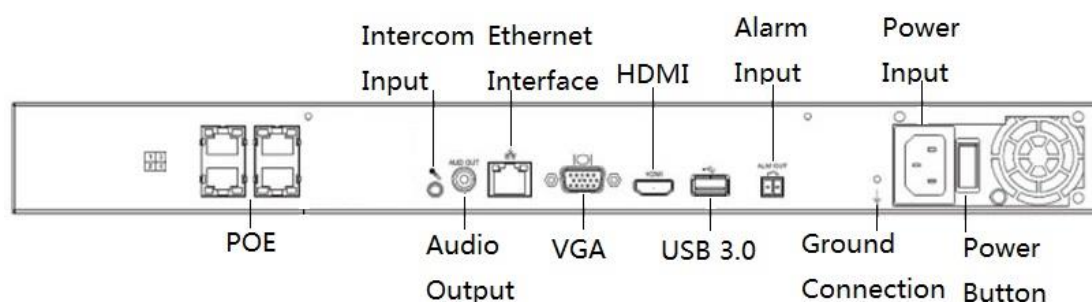 Intercom Input
Ethernet Interface
HDMI
Alarm Input
Power Input
AUD OUT
HDMI
ALM OUT
POE
Audio Output
VGA
USB 3.0
Ground Connection
Power Button